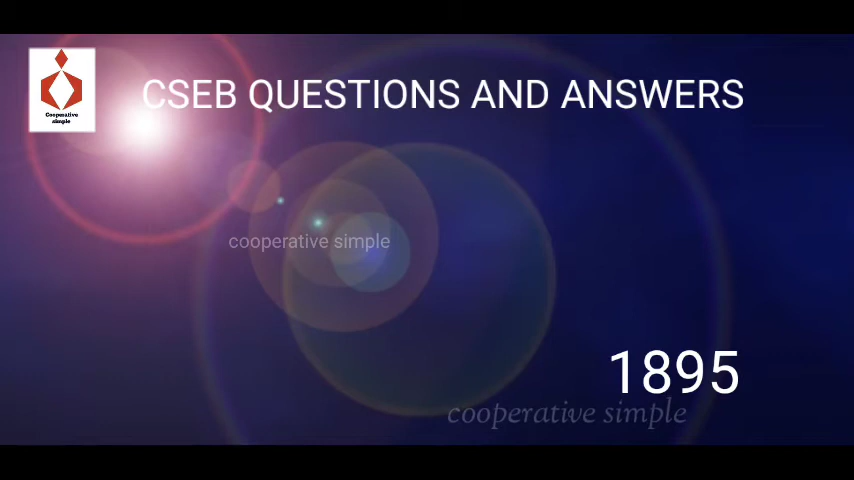 CSEB QUESTIONS AND ANSWERS
Cooperative
simple
cooperative simple
1895
cooperative simple